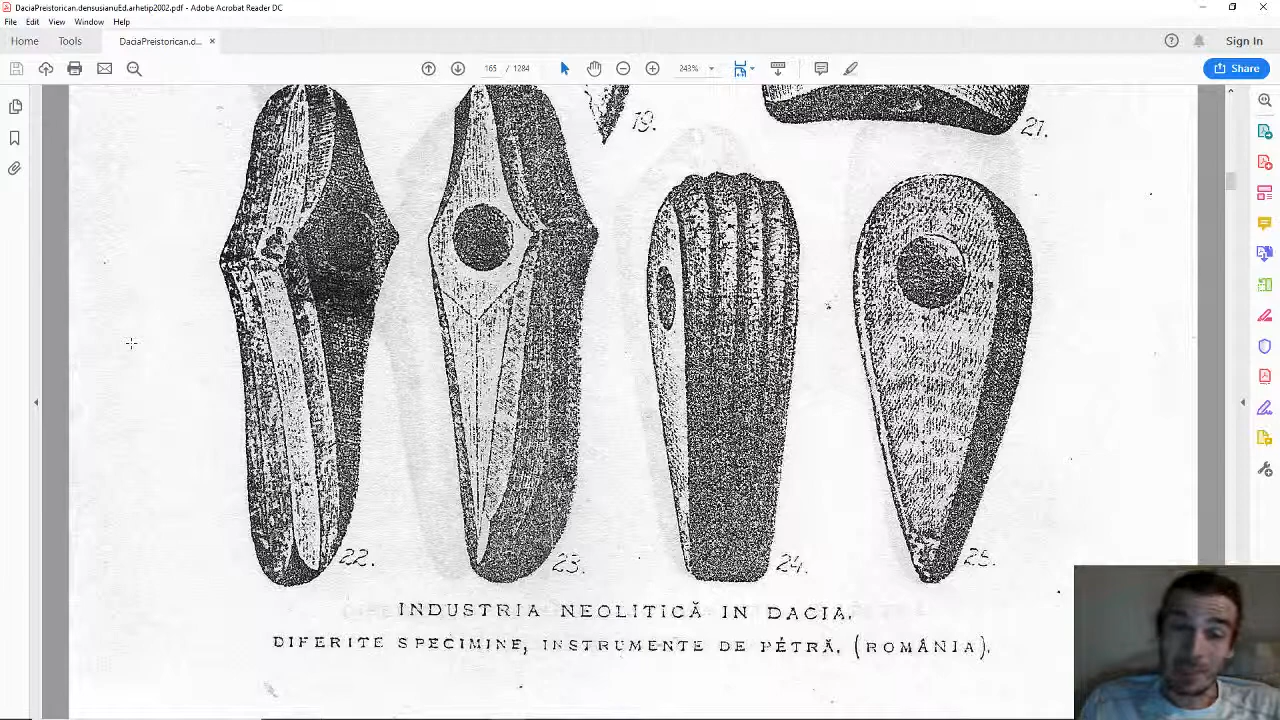 DaciaPreistorican.densusianuEd.arhetip2002.pdf - Adobe Acrobat Reader DC
File Edit View Window Help
Home Tools DaciaPreistorican.d... × Sign In
165 / 1284 243% Share
19. 21.
22. 23. 24. 25.
INDUSTRIA NEOLITICĂ IN DACIA.
DIFERITE SPECIMINE, INSTRUMENTE DE PÉTRĂ. (ROMÂNIA).